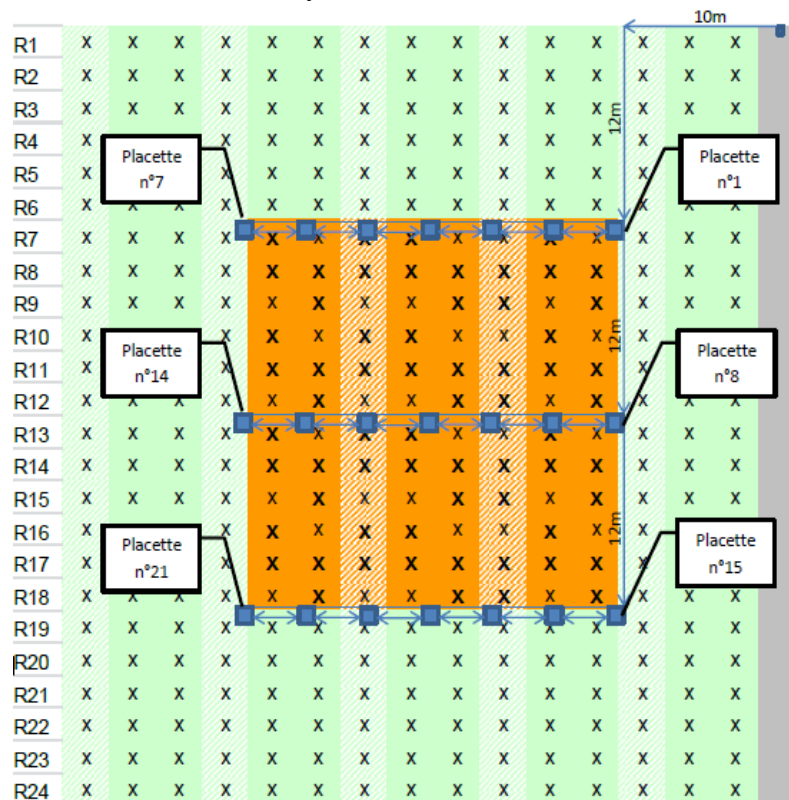 10m
R1 X X X X X X X X X X X X X X X
R2 X X X X X X X X X X X X X X X
R3 X X X X X X X X X X X X X X X
12m
R4 X X X X X X X X X X X
Placette
n°7
Placette
n°1
R5 X X X X X X X X X X X
R6 X X X X X X X X X X X X X X X
R7 X X X X X X X X X X X X X X X
R8 X X X X X X X X X X X X X X X
R9 X X X X X X X X X X X X X X X
12m
R10 X X X X X X X X X X X
Placette
n°14
Placette
n°8
R11 X X X X X X X X X X X
R12 X X X X X X X X X X X X X X X
R13 X X X X X X X X X X X X X X X
R14 X X X X X X X X X X X X X X X
R15 X X X X X X X X X X X X X X X
12m
R16 X X X X X X X X X X X
Placette
n°21
Placette
n°15
R17 X X X X X X X X X X X
R18 X X X X X X X X X X X X X X X
R19 X X X X X X X X X X X X X X X
R20 X X X X X X X X X X X X X X X
R21 X X X X X X X X X X X X X X X
R22 X X X X X X X X X X X X X X X
R23 X X X X X X X X X X X X X X X
R24 X X X X X X X X X X X X X X X